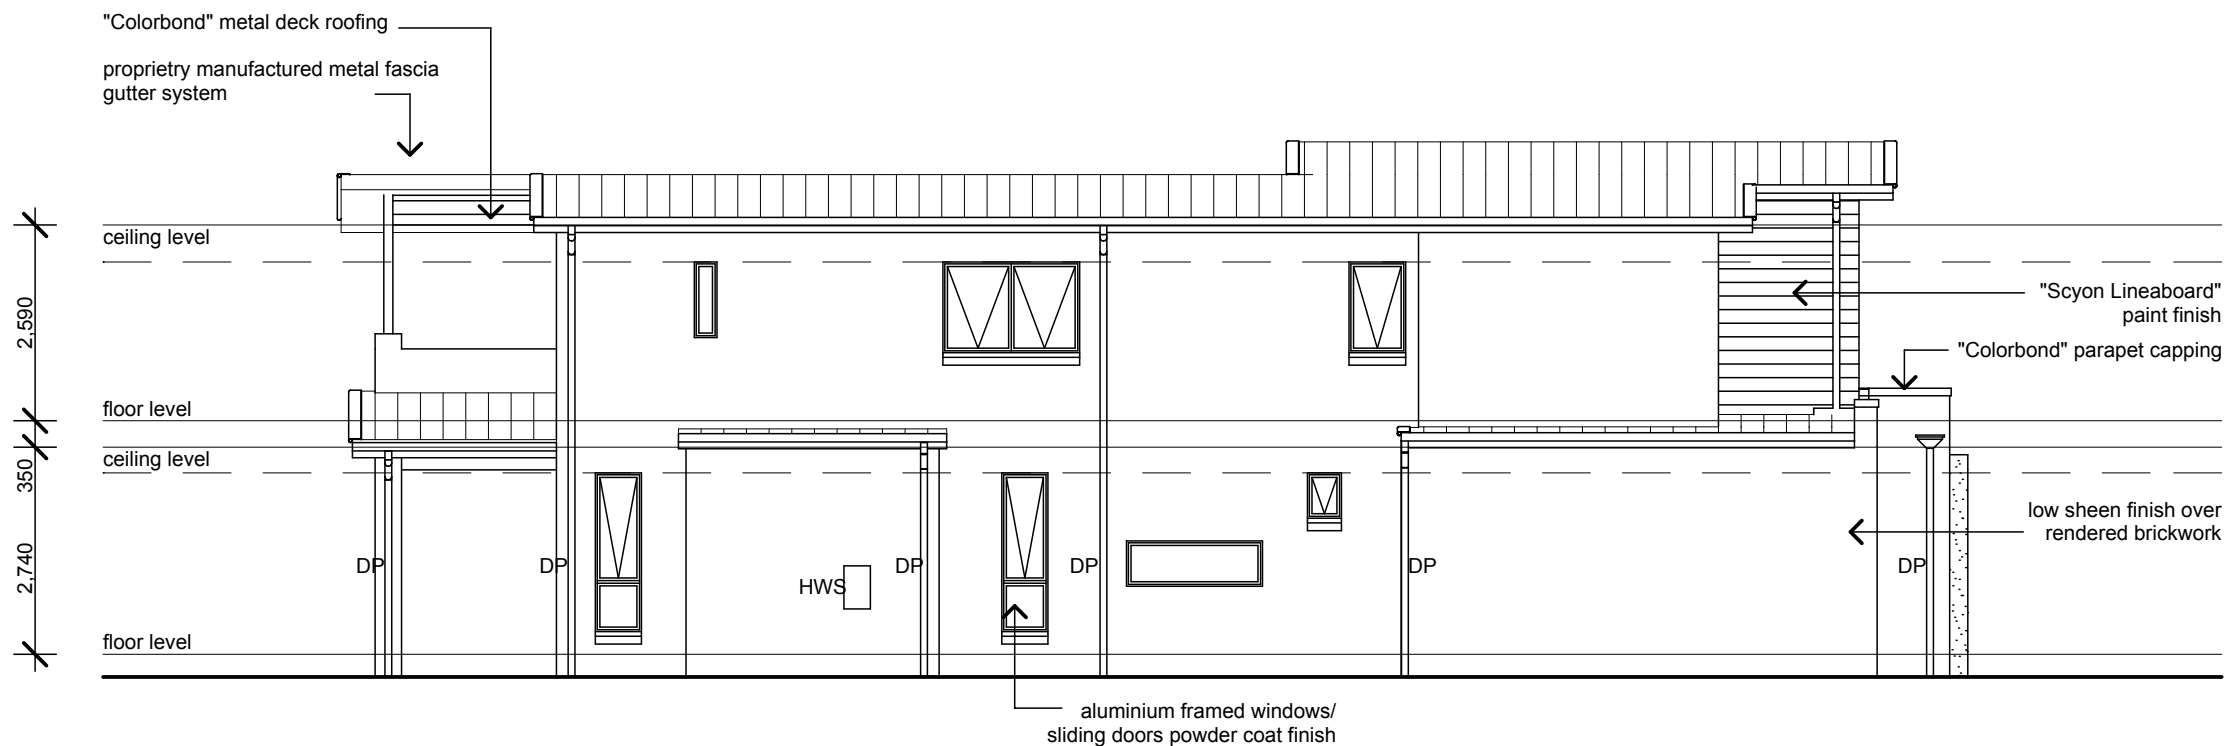 "Colorbond" metal deck roofing
proprietry manufactured metal fascia
gutter system
ceiling level
2,590
"Scyon Lineaboard"
paint finish
"Colorbond" parapet capping
floor level
350
ceiling level
low sheen finish over
rendered brickwork
2,740
DP
DP
HWS
DP
DP
DP
DP
floor level
aluminium framed windows/
sliding doors powder coat finish